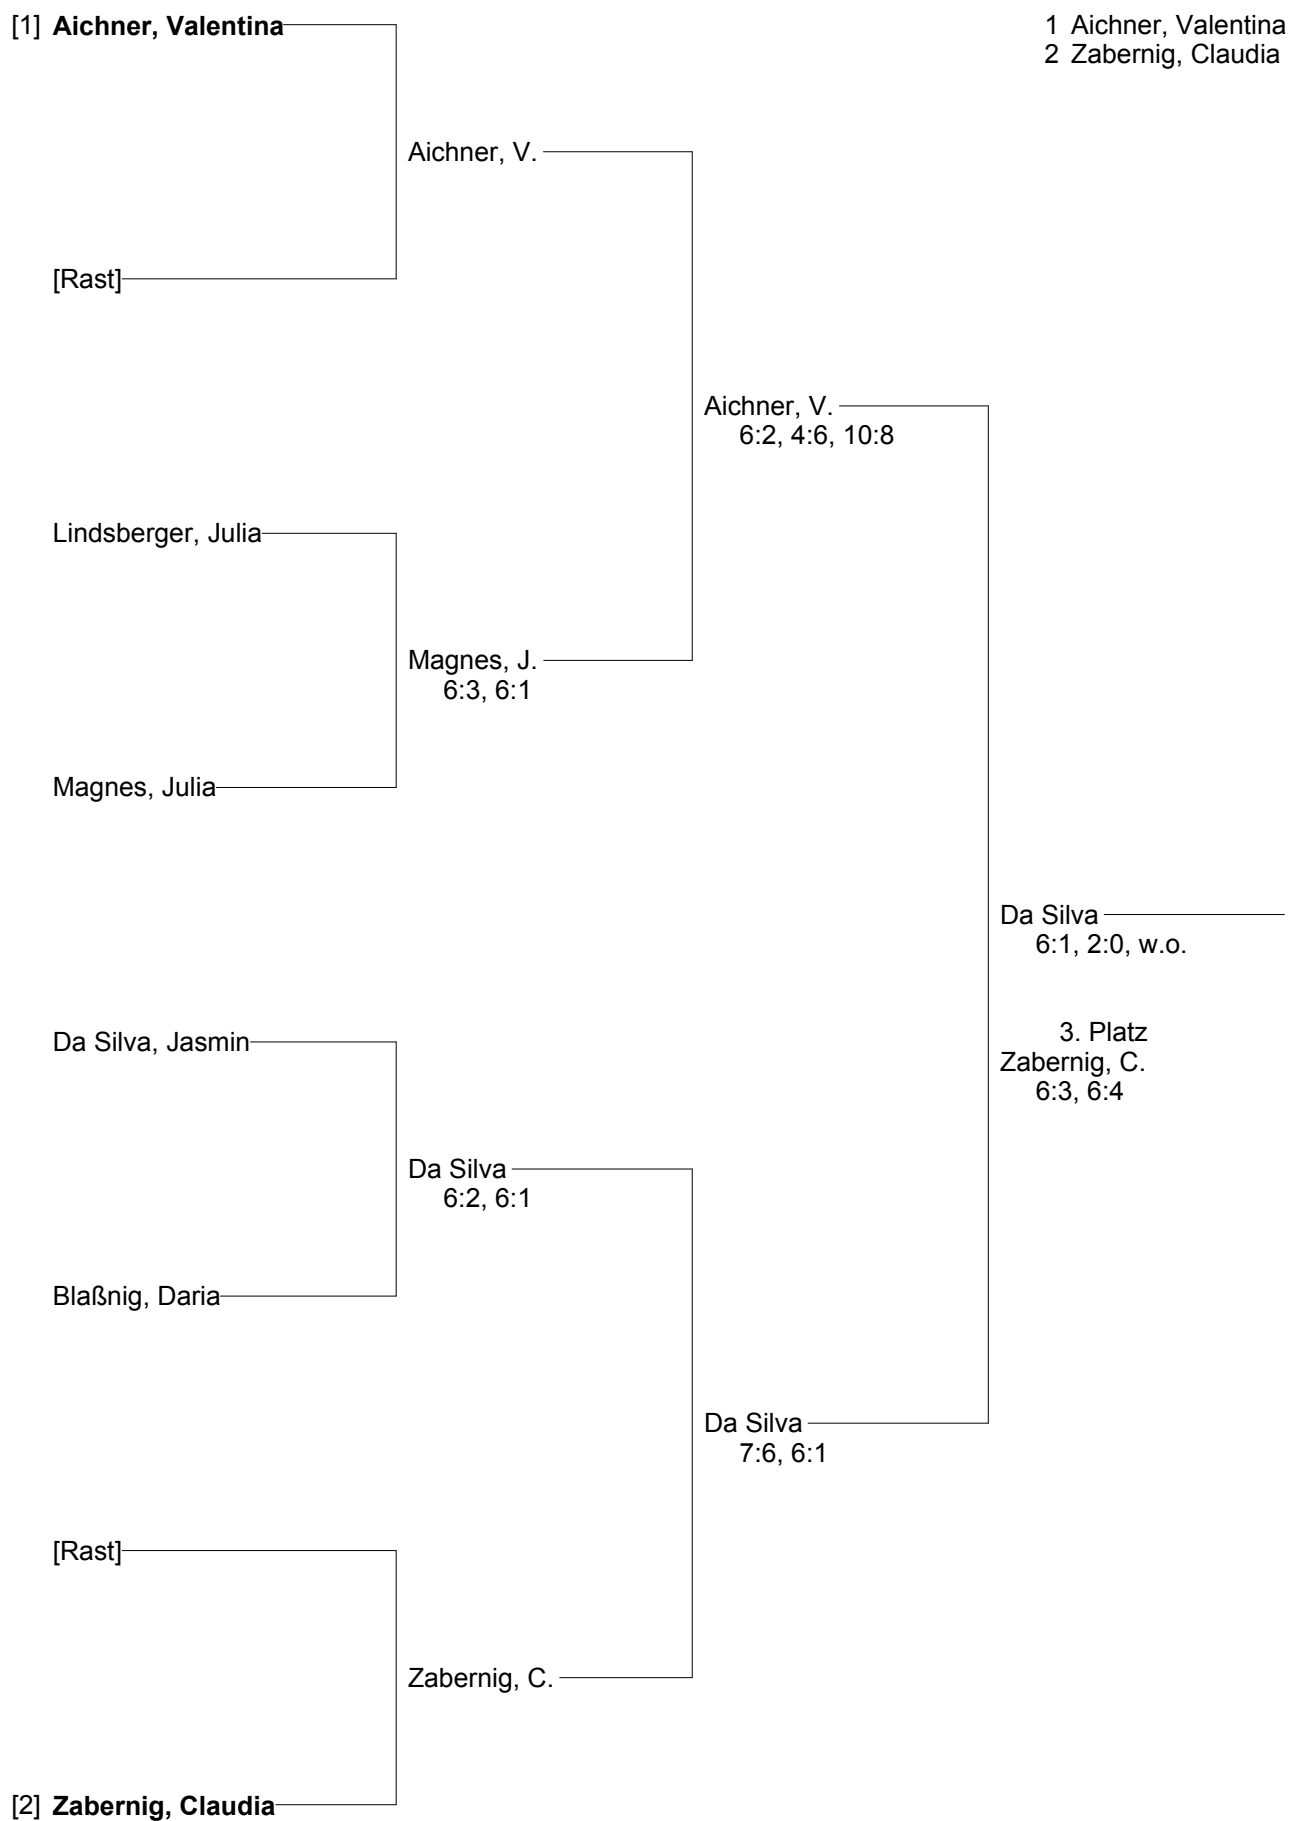 [1] Aichner, Valentina
1 Aichner, Valentina
2 Zabernig, Claudia
Aichner, V.
[Rast]
Aichner, V.
6:2, 4:6, 10:8
Lindsberger, Julia
Magnes, J.
6:3, 6:1
Magnes, Julia
Da Silva
6:1, 2:0, w.o.
3. Platz
Zabernig, C.
6:3, 6:4
Da Silva, Jasmin
Da Silva
6:2, 6:1
Blaßnig, Daria
Da Silva
7:6, 6:1
[Rast]
Zabernig, C.
[2] Zabernig, Claudia